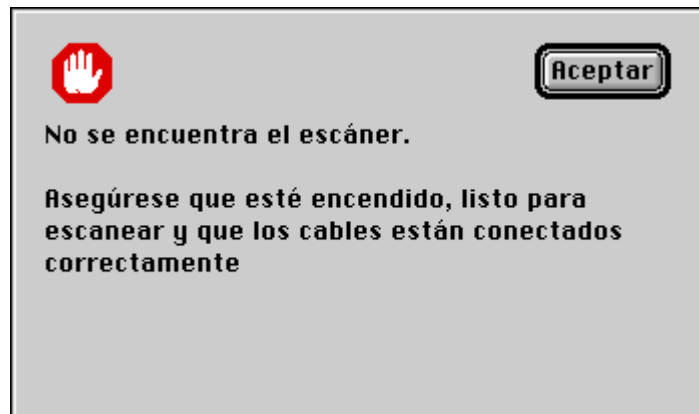 Aceptar
No se encuentra el escáner.
Asegúrese que esté encendido, listo para
escanear y que los cables están conectados
correctamente